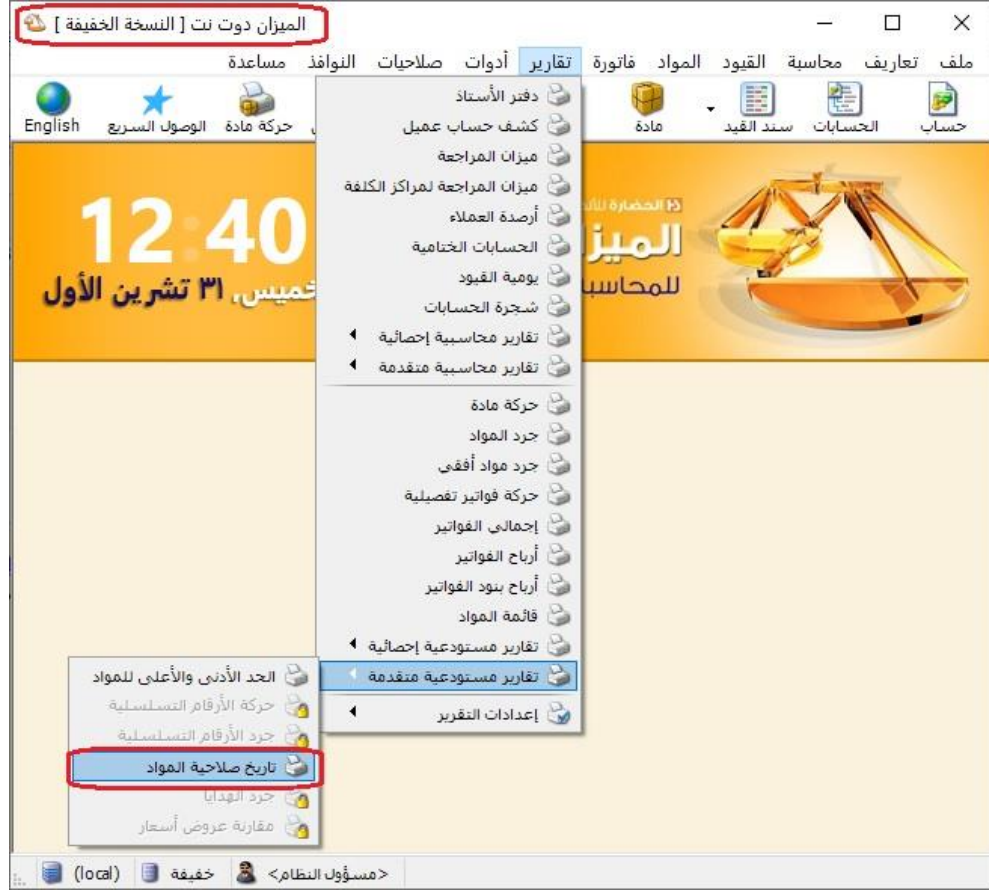 الميزان دوت نت [ النسخة الخفيفة ]
ملف تعاريف محاسبة القيود المواد فاتورة تقارير أدوات صلاحيات النوافذ مساعدة
حساب الحسابات سند القيد مادة حركة مادة الوصول السريع English
الحضارة
الميز
للمحاسب
12:40
خميس, ٣١ تشرين الأول
دفتر الأستاذ
كشف حساب عميل
ميزان المراجعة
ميزان المراجعة لمراكز الكلفة
أرصدة العملاء
الحسابات الختامية
يومية القيود
شجرة الحسابات
تقارير محاسبية إحصائية
تقارير محاسبية متقدمة
حركة مادة
جرد المواد
جرد مواد أفقي
حركة فواتير تفصيلية
إجمالي الفواتير
أرباح الفواتير
أرباح بنود الفواتير
قائمة المواد
تقارير مستودعية إحصائية
تقارير مستودعية متقدمة
إعدادات التقرير
الحد الأدنى والأعلى للمواد
حركة الأرقام التسلسلية
جرد الأرقام التسلسلية
تاريخ صلاحية المواد
جرد الهدايا
مقارنة عروض أسعار
<مسؤول النظام> خفيفة (local)